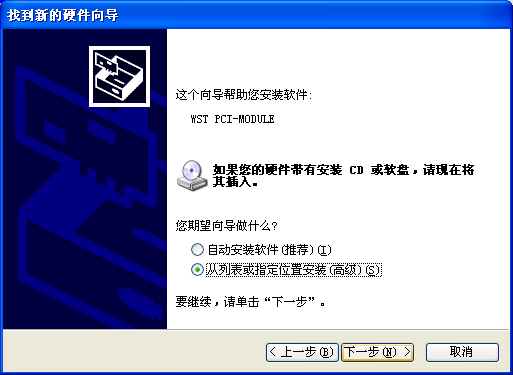 找到新的硬件向导
这个向导帮助您安装软件:
WST PCI-MODULE
如果您的硬件带有安装 CD 或软盘，请现在将
其插入。
您期望向导做什么?
自动安装软件(推荐)(I)
从列表或指定位置安装(高级)(S)
要继续，请单击“下一步”。
< 上一步(B) 下一步(N) > 取消